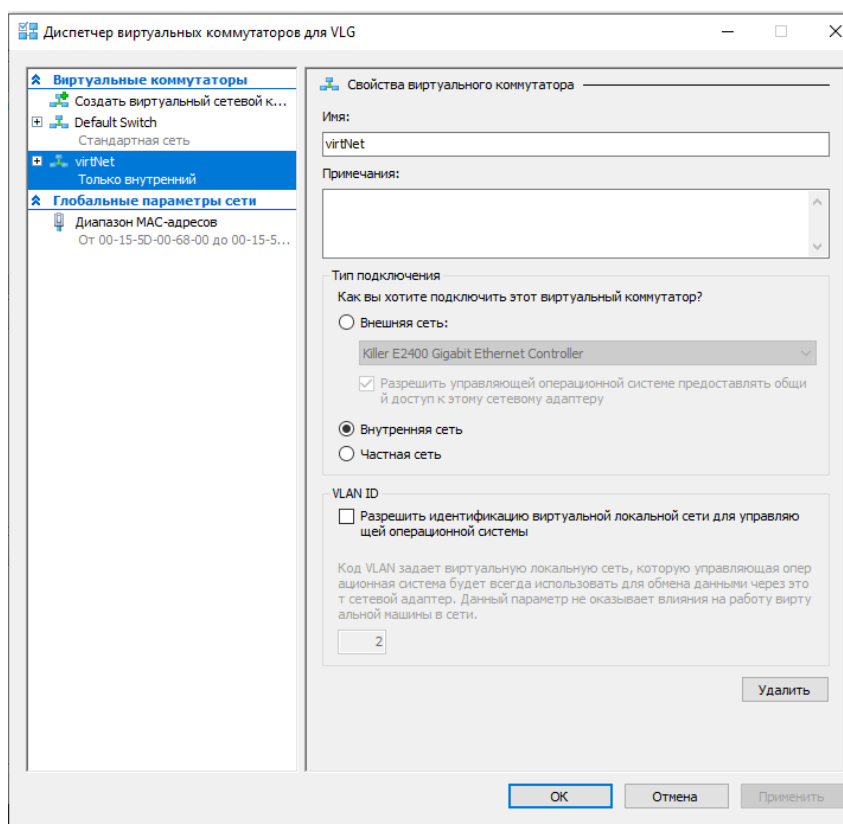 Диспетчер виртуальных коммутаторов для VLG
Виртуальные коммутаторы
Создать виртуальный сетевой к...
Default Switch
Стандартная сеть
virtNet
Только внутренний
Глобальные параметры сети
Диапазон MAC-адресов
От 00-15-5D-00-68-00 до 00-15-5...
Свойства виртуального коммутатора
Имя:
virtNet
Примечания:
Тип подключения
Как вы хотите подключить этот виртуальный коммутатор?
Внешняя сеть:
Killer E2400 Gigabit Ethernet Controller
Разрешить управляющей операционной системе предоставлять общи
й доступ к этому сетевому адаптеру
Внутренняя сеть
Частная сеть
VLAN ID
Разрешить идентификацию виртуальной локальной сети для управляю
щей операционной системы
Код VLAN задает виртуальную локальную сеть, которую управляющая опер
ационная система будет всегда использовать для обмена данными через это
т сетевой адаптер. Данный параметр не оказывает влияния на работу вирту
альной машины в сети.
2
Удалить
ОК
Отмена
Применить